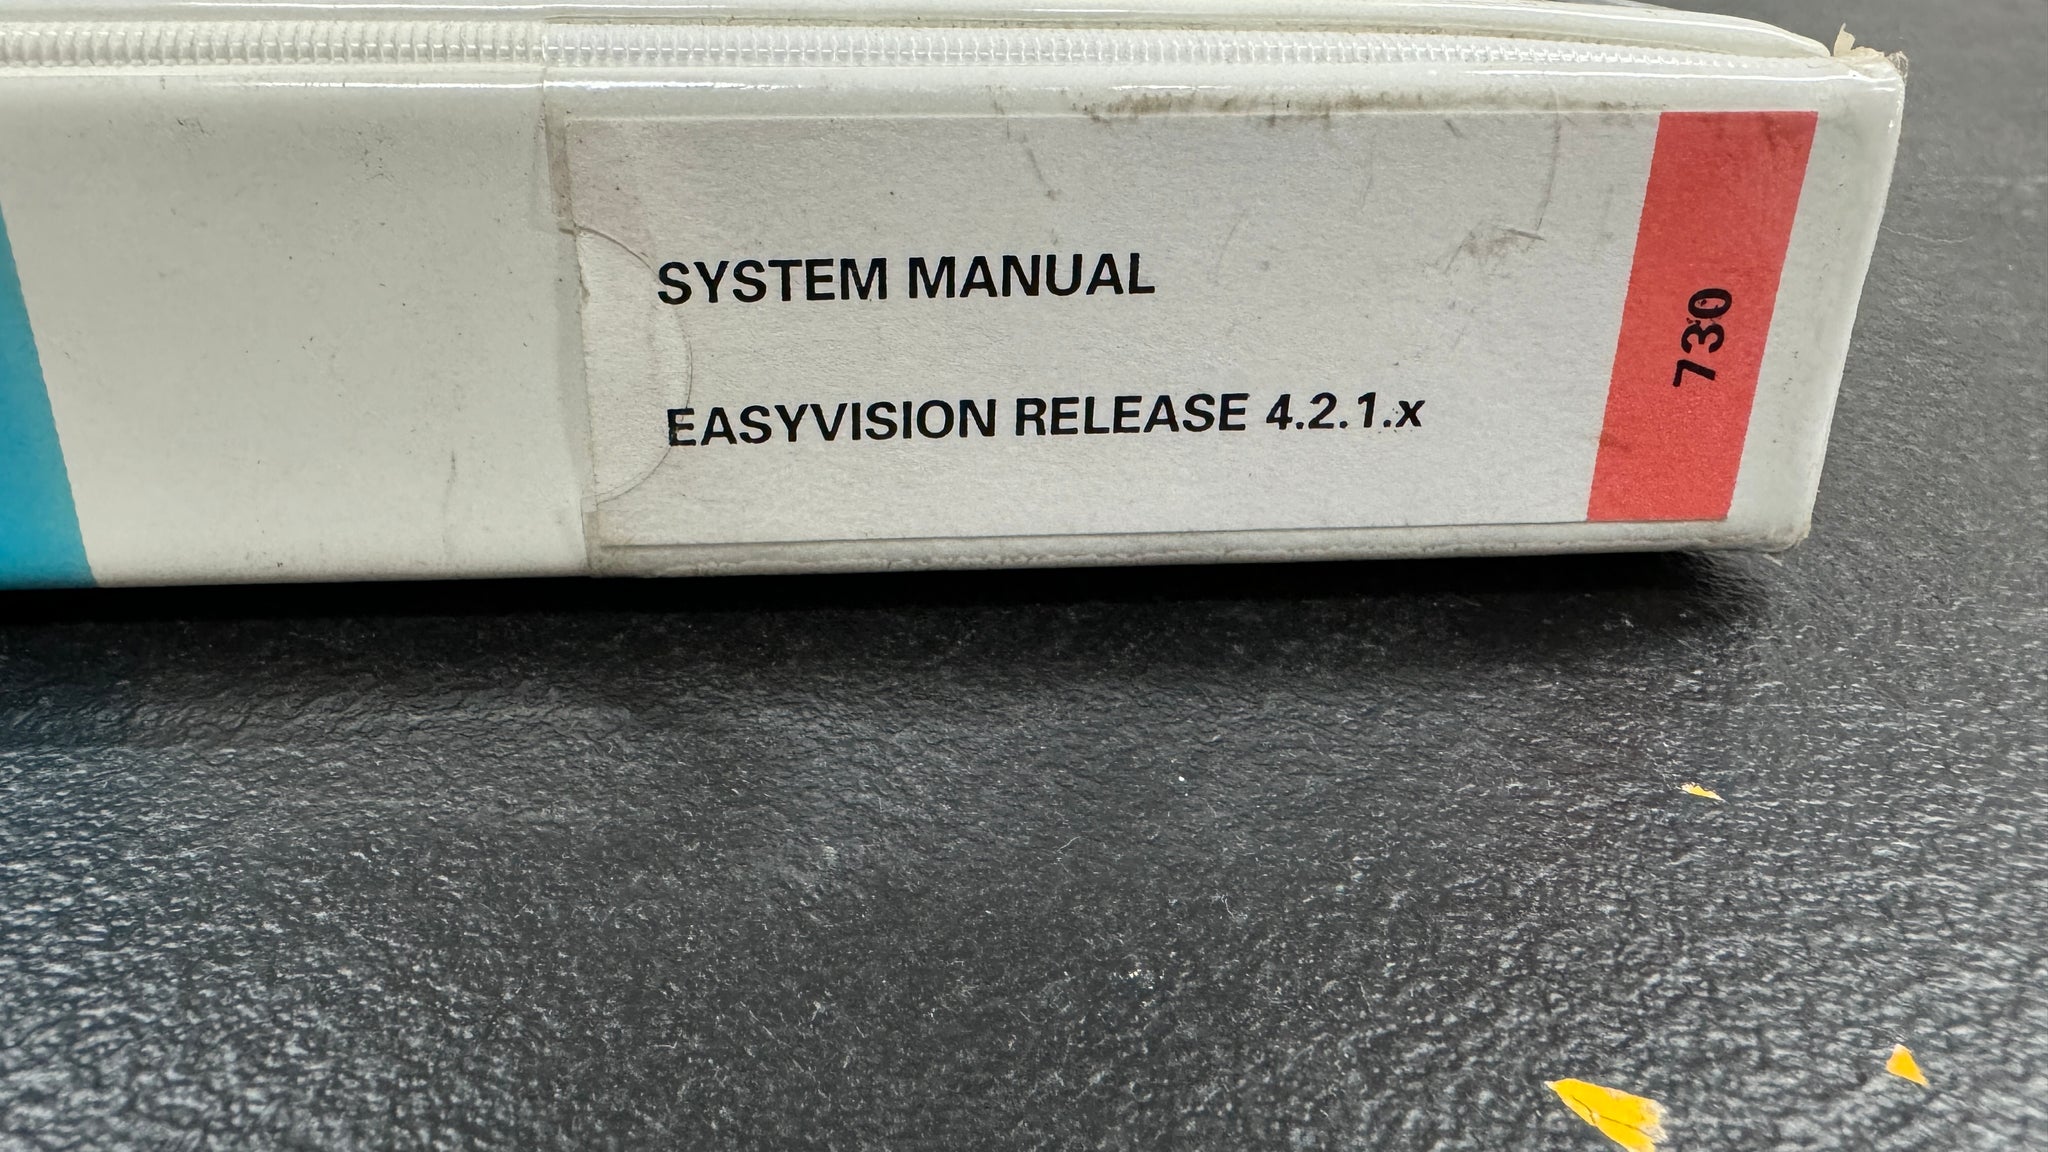 SYSTEM MANUAL
EASYVISION RELEASE 4.2.1.x
730